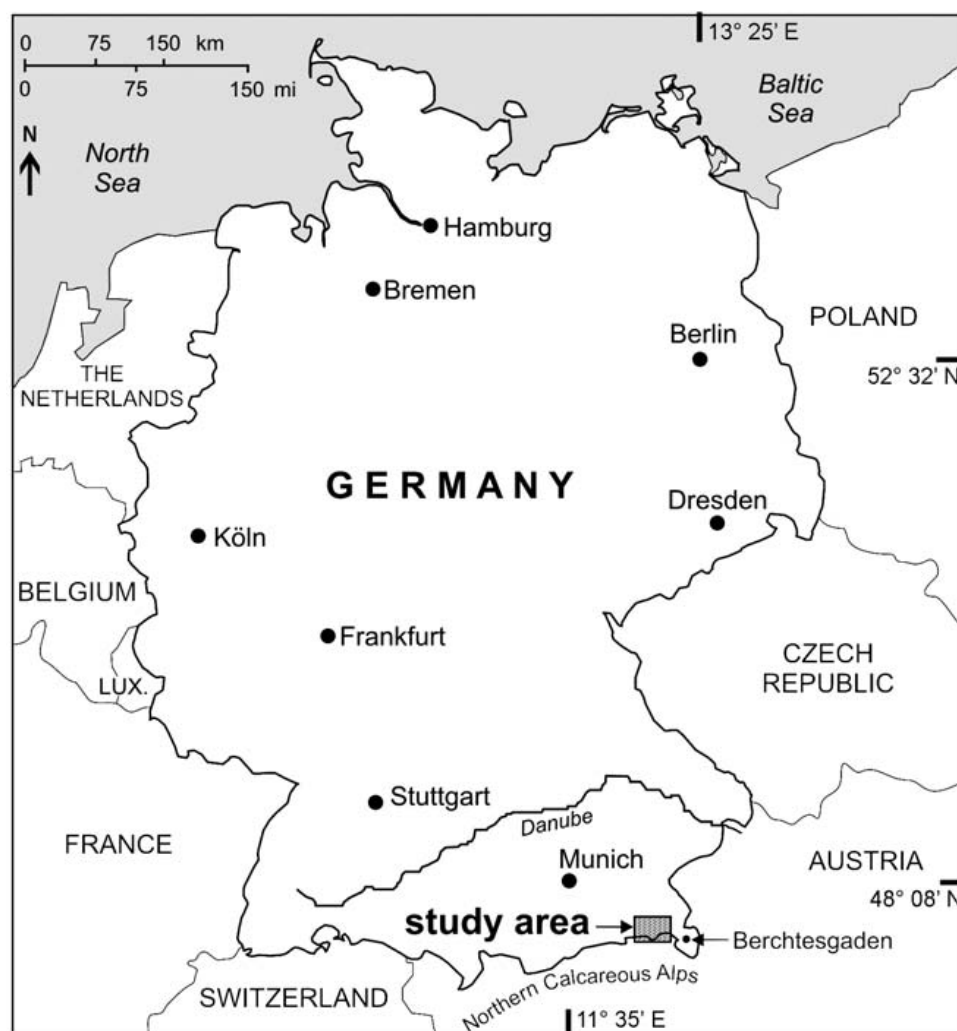 13° 25' E
0 75 150 km
75 150 mi
N
North
Sea
Baltic
Sea
Hamburg
Bremen
POLAND
Berlin
52° 32' N
THE
NETHERLANDS
GERMANY
Dresden
Köln
BELGIUM
Frankfurt
CZECH
REPUBLIC
LUX.
Stuttgart
Danube
FRANCE
Munich
AUSTRIA
48° 08' N
study area
Berchtesgaden
Northern Calcareous Alps
SWITZERLAND
11° 35' E